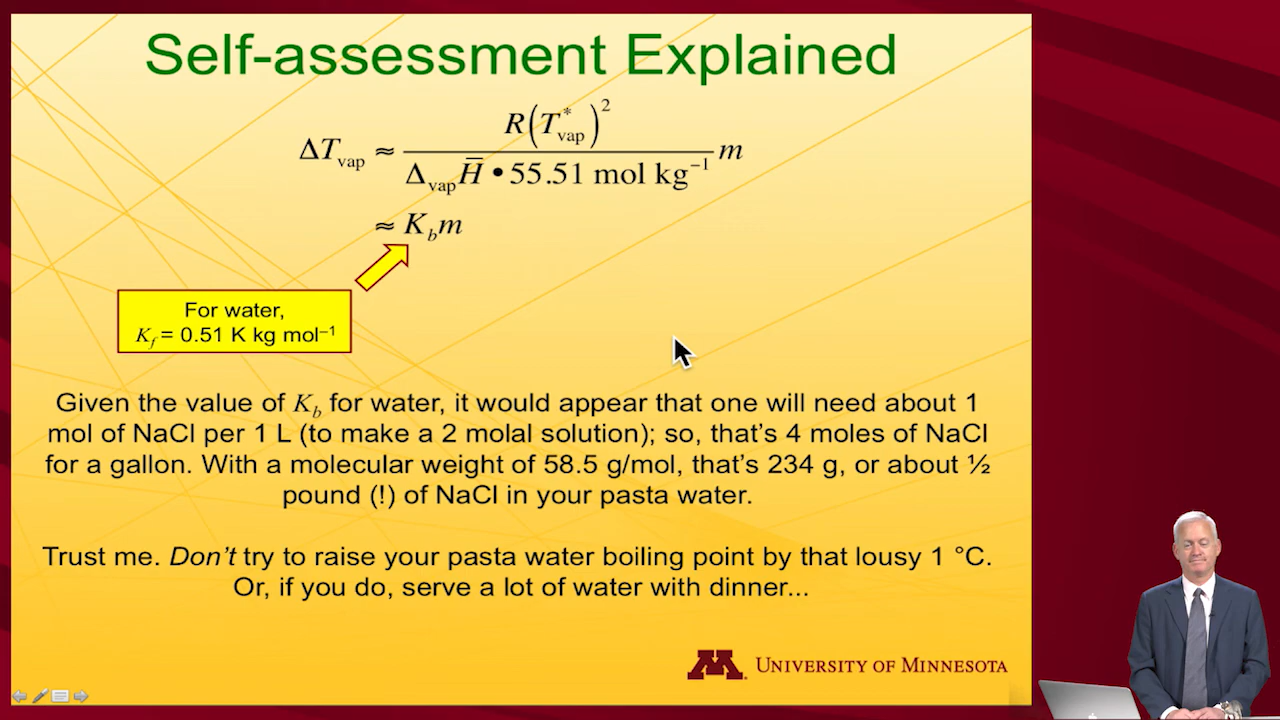 Self-assessment Explained
ΔT_vap ≈ R(T*_vap)² / (Δ_vap H̄ • 55.51 mol kg⁻¹) m
≈ K_b m
For water,
K_f = 0.51 K kg mol⁻¹
Given the value of K_b for water, it would appear that one will need about 1
mol of NaCl per 1 L (to make a 2 molal solution); so, that's 4 moles of NaCl
for a gallon. With a molecular weight of 58.5 g/mol, that's 234 g, or about ½
pound (!) of NaCl in your pasta water.
Trust me. Don't try to raise your pasta water boiling point by that lousy 1 °C.
Or, if you do, serve a lot of water with dinner...
M
UNIVERSITY OF MINNESOTA